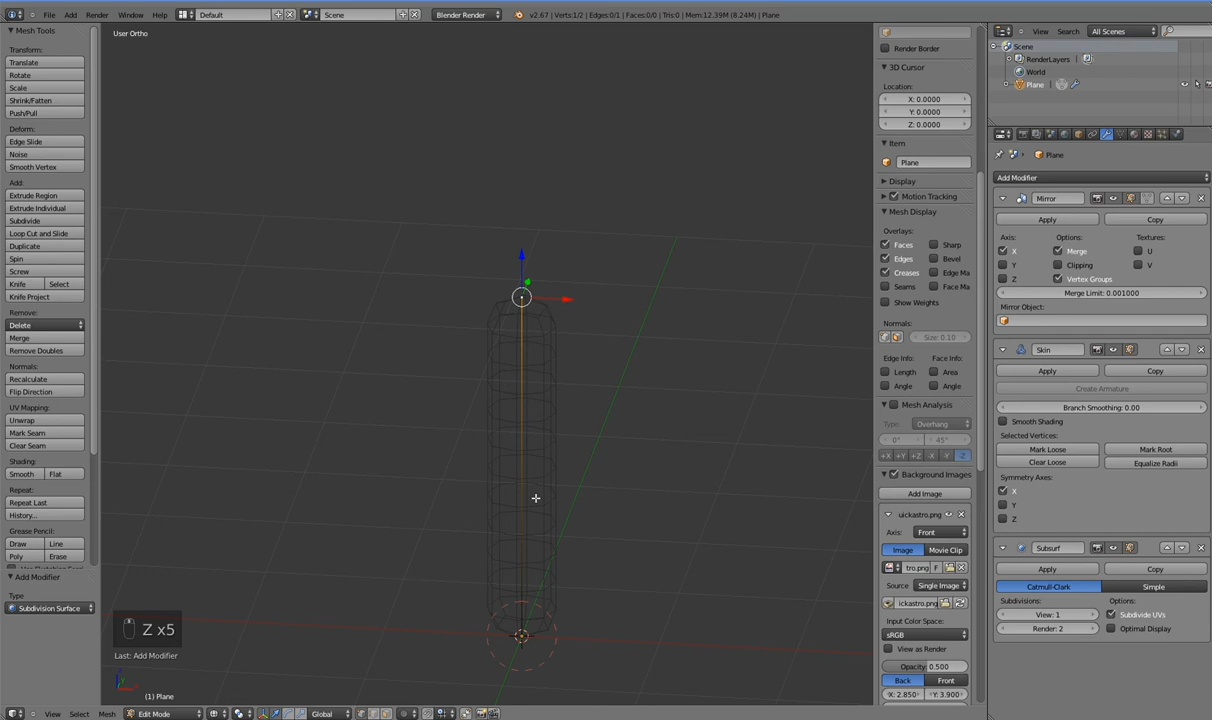 File Add Render Window Help Default Scene Blender Render v2.67 | Verts:1/2 | Edges:0/1 | Faces:0/0 | Tris:0 | Mem:12.39M (8.24M) | Plane
Mesh Tools
Transform:
Translate
Rotate
Scale
Shrink/Fatten
Push/Pull
Deform:
Edge Slide
Noise
Smooth Vertex
Add:
Extrude Region
Extrude Individual
Subdivide
Loop Cut and Slide
Duplicate
Spin
Screw
Knife Select
Knife Project
Remove:
Delete
Merge
Remove Doubles
Normals:
Recalculate
Flip Direction
UV Mapping:
Unwrap
Mark Seam
Clear Seam
Shading:
Smooth Flat
Repeat:
Repeat Last
History...
Grease Pencil:
Draw Line
Poly Erase
Add Modifier
Type
Subdivision Surface
User Ortho
Z x5
Last: Add Modifier
(1) Plane
View Select Mesh Edit Mode Global
Render Border
3D Cursor
Location:
X: 0.0000
Y: 0.0000
Z: 0.0000
Item
Plane
Display
Motion Tracking
Mesh Display
Overlays:
Faces Sharp
Edges Bevel
Creases Edge Ma
Seams Face Ma
Show Weights
Normals:
Size: 0.10
Edge Info: Face Info:
Length Area
Angle Angle
Mesh Analysis
Type: Overhang
0° 45°
+X +Y +Z -X -Y -Z
Background Images
Add Image
uickastro.png
Axis: Front
Image Movie Clip
tro.png F
Source Single Image
ickastro.png
Input Color Space:
sRGB
View as Render
Opacity: 0.500
Back Front
X: 2.850 Y: 3.900
View Search All Scenes
Scene
RenderLayers |
World
Plane |
Plane
Add Modifier
Mirror
Apply Copy
Axis: Options: Textures:
X Merge U
Y Clipping V
Z Vertex Groups
Merge Limit: 0.001000
Mirror Object:
Skin
Apply Copy
Create Armature
Branch Smoothing: 0.00
Smooth Shading
Selected Vertices:
Mark Loose Mark Root
Clear Loose Equalize Radii
Symmetry Axes:
X
Y
Z
Subsurf
Apply Copy
Catmull-Clark Simple
Subdivisions: Options:
View: 1 Subdivide UVs
Render: 2 Optimal Display